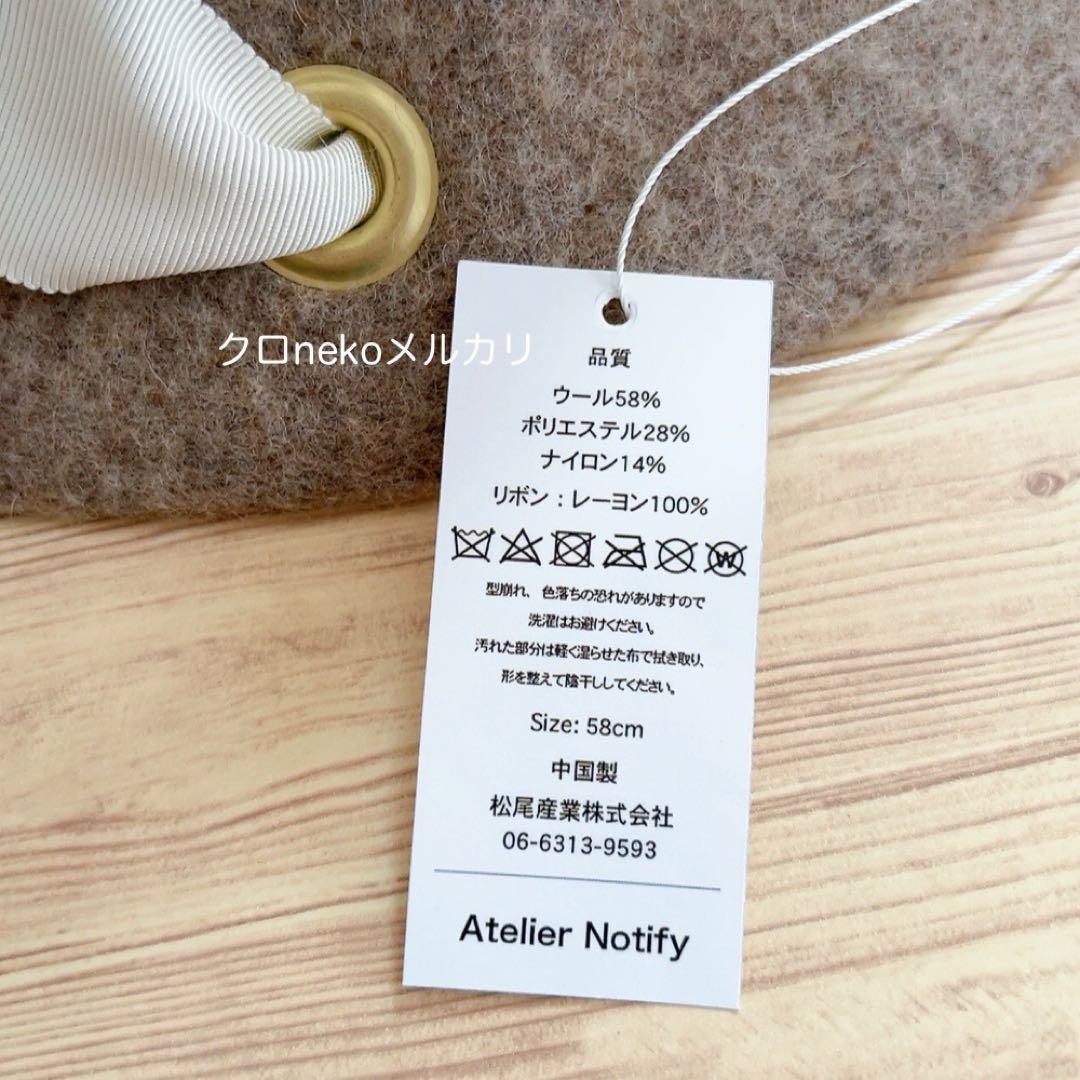 クロnekoメルカリ
品質
ウール58%
ポリエステル28%
ナイロン14%
リボン：レーヨン100%
W
型崩れ、色落ちの恐れがありますので
洗濯はお避けください。
汚れた部分は軽く湿らせた布で拭き取り、
形を整えて陰干ししてください。
Size: 58cm
中国製
松尾産業株式会社
06-6313-9593
Atelier Notify